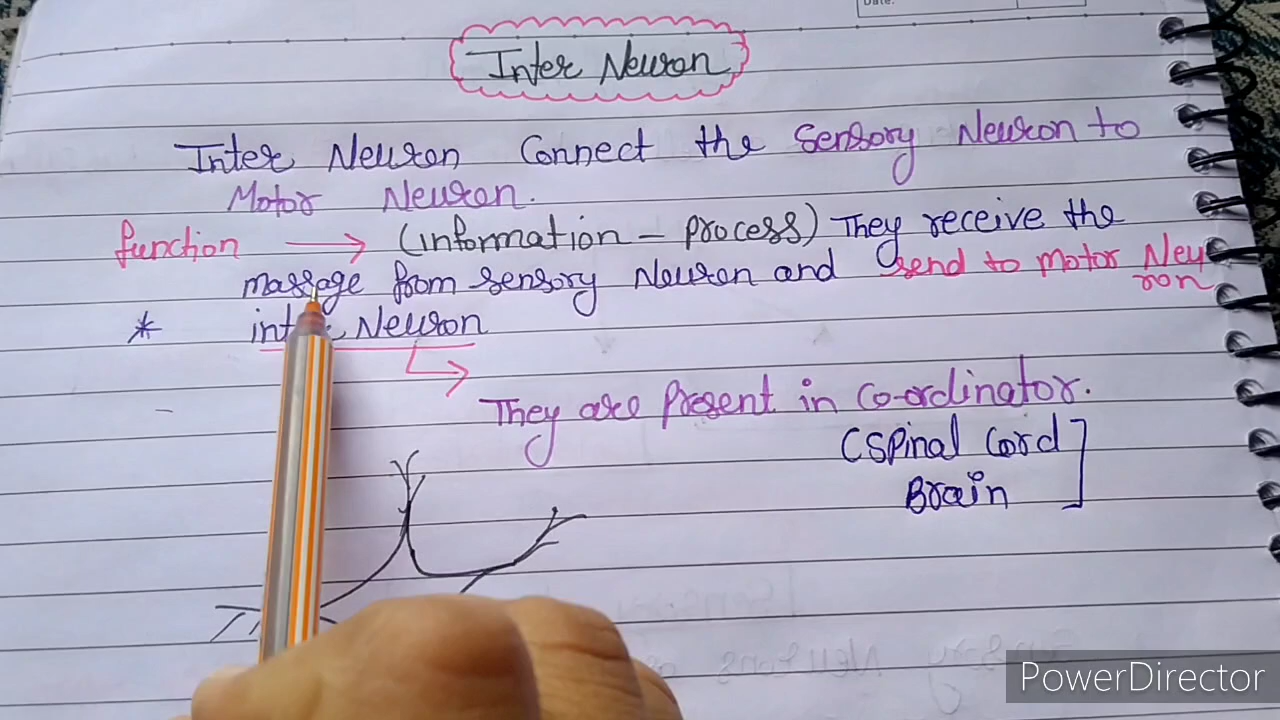 Date:
Inter Neuron
Inter Neuron Connect the Sensory Neuron to
Motor Neuron.
function → (information - process) They receive the
massage from sensory Neuron and send to motor Neu
ron
* inter Neuron
They are Present in Co-ordinator.
(Spinal Cord
Brain ]
PowerDirector